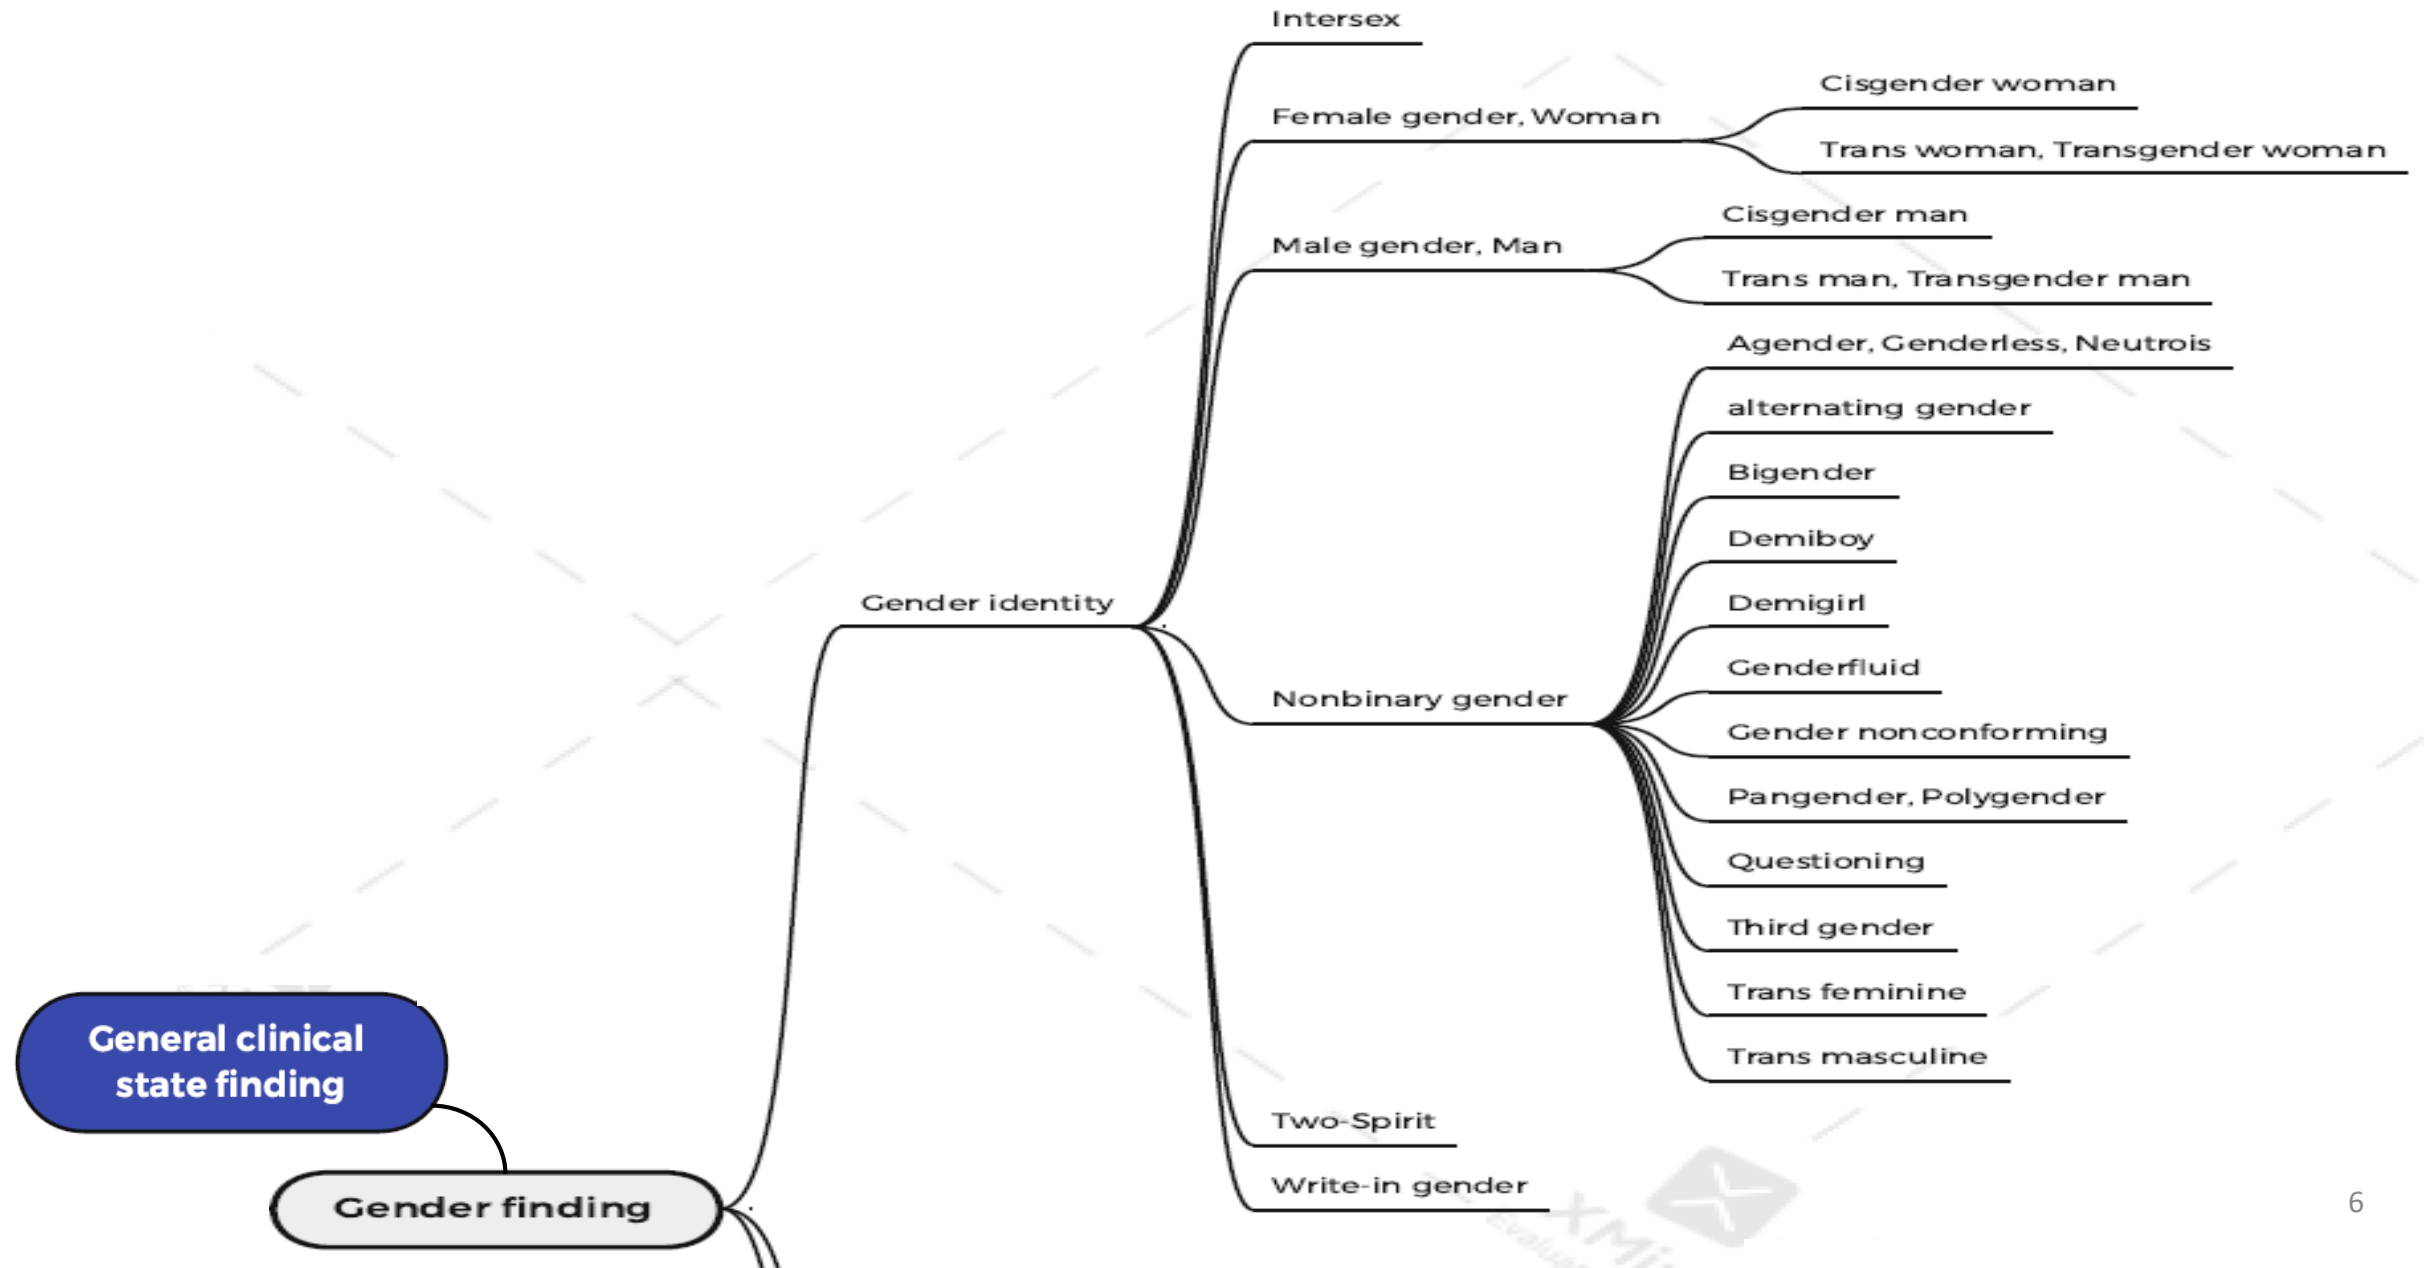 Intersex
Female gender, Woman
Cisgender woman
Trans woman, Transgender woman
Male gender, Man
Cisgender man
Trans man, Transgender man
Gender identity
Nonbinary gender
Agender, Genderless, Neutrois
alternating gender
Bigender
Demiboy
Demigirl
Genderfluid
Gender nonconforming
Pangender, Polygender
Questioning
Third gender
Trans feminine
Trans masculine
Two-Spirit
Write-in gender
General clinical
state finding
Gender finding
6